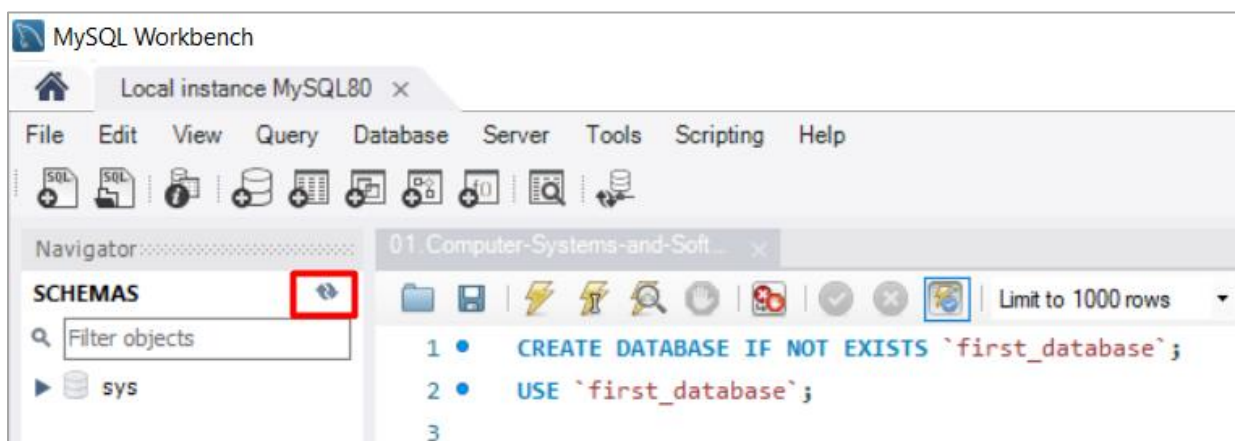 MySQL Workbench
Local instance MySQL80 ×
File Edit View Query Database Server Tools Scripting Help
SQL SQL f()
Navigator
01.Computer-Systems-and-Soft... ×
SCHEMAS
Limit to 1000 rows
Filter objects
1 CREATE DATABASE IF NOT EXISTS `first_database`;
sys
2 USE `first_database`;
3